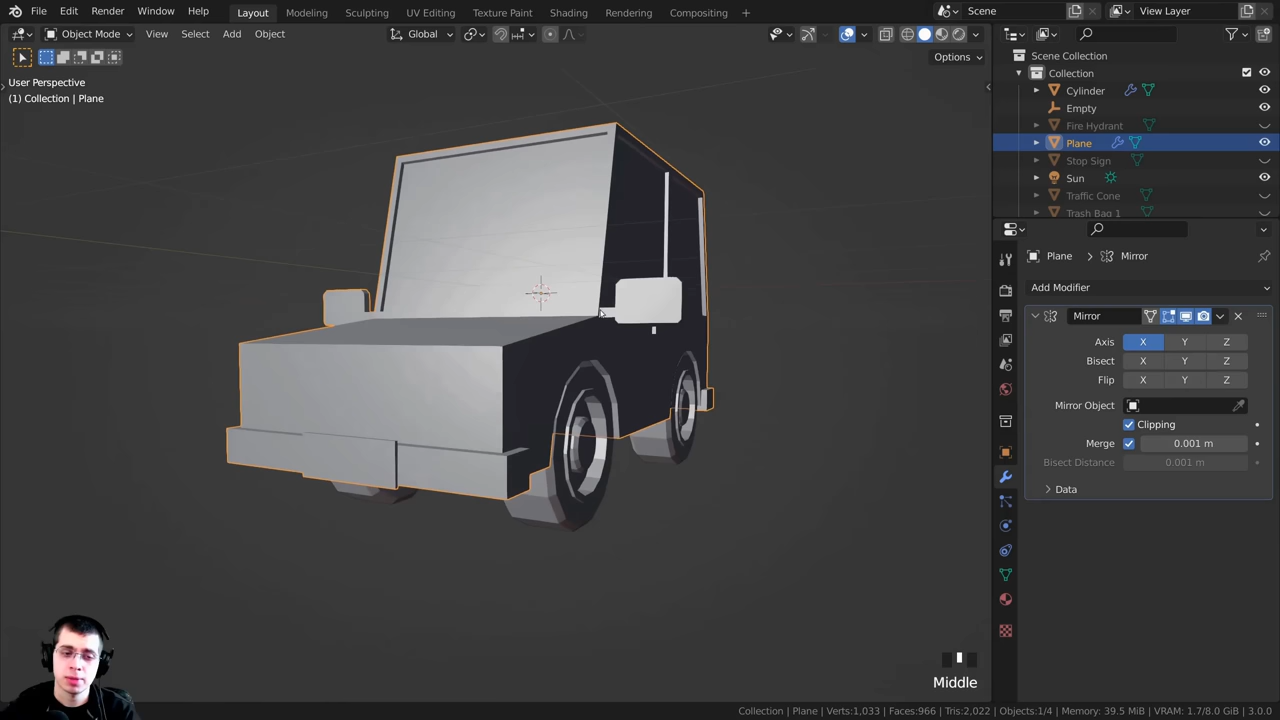 File Edit Render Window Help Layout Modeling Sculpting UV Editing Texture Paint Shading Rendering Compositing + Scene View Layer
Object Mode View Select Add Object Global
Options
User Perspective
(1) Collection | Plane
Scene Collection
Collection
Cylinder
Empty
Fire Hydrant
Plane
Stop Sign
Sun
Traffic Cone
Trash Bag 1
Plane > Mirror
Add Modifier
Mirror
Axis X Y Z
Bisect X Y Z
Flip X Y Z
Mirror Object
Clipping
Merge 0.001 m
Bisect Distance 0.001 m
Data
Middle
Collection | Plane | Verts:1,033 | Faces:966 | Tris:2,022 | Objects:1/4 | Memory: 39.5 MiB | VRAM: 1.7/8.0 GiB | 3.0.0